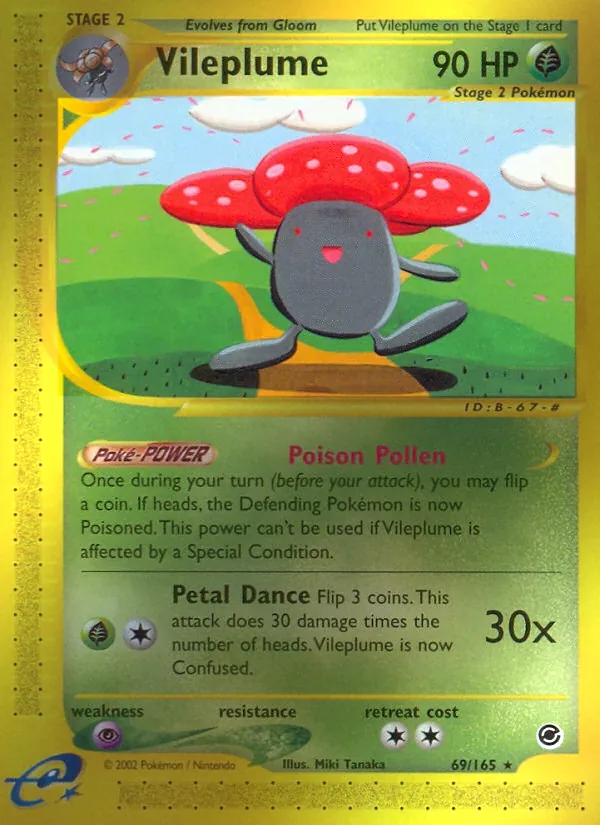 STAGE 2 Evolves from Gloom Put Vileplume on the Stage 1 card
Vileplume 90 HP
Stage 2 Pokémon
ID:B-67-#
Poké-POWER Poison Pollen
Once during your turn (before your attack), you may flip
a coin. If heads, the Defending Pokémon is now
Poisoned. This power can't be used if Vileplume is
affected by a Special Condition.
Petal Dance Flip 3 coins. This
attack does 30 damage times the
number of heads. Vileplume is now
Confused.
30x
weakness resistance retreat cost
© 2002 Pokémon / Nintendo Illus. Miki Tanaka 69/165 ★
e